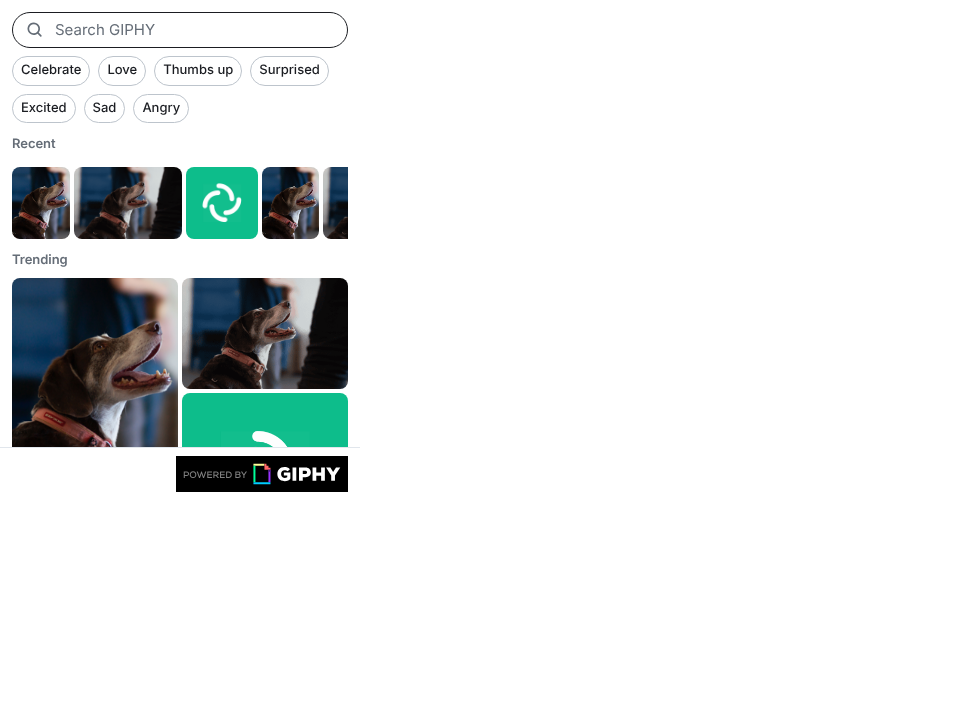 Search GIPHY
Celebrate Love Thumbs up Surprised
Excited Sad Angry
Recent
Trending
POWERED BY GIPHY